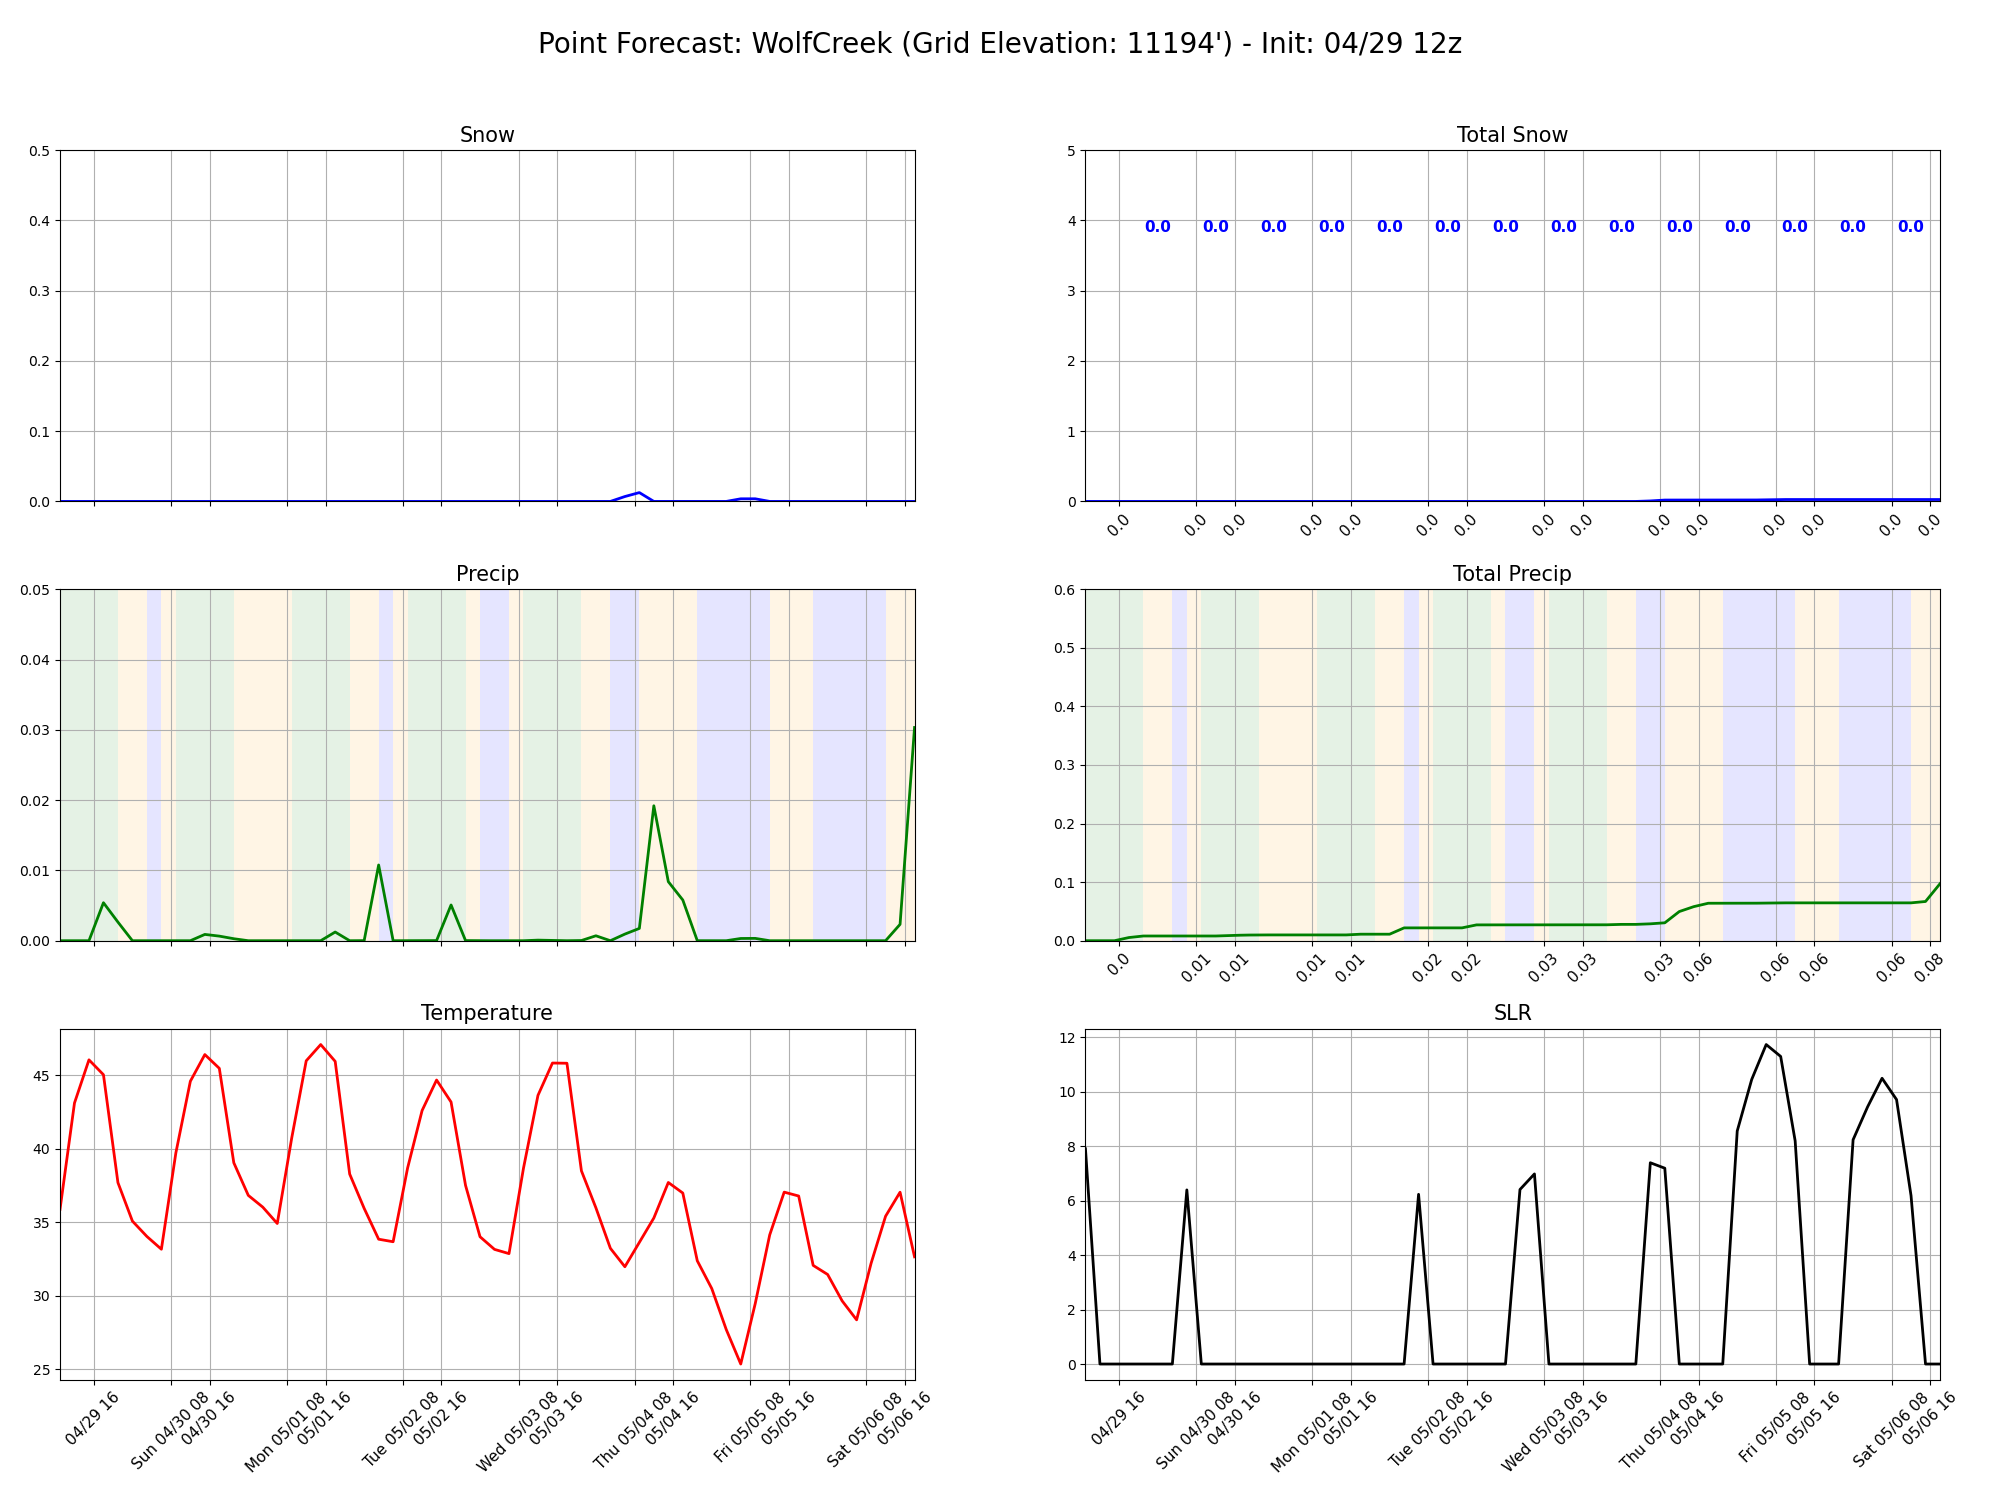 Point Forecast: WolfCreek (Grid Elevation: 11194') - Init: 04/29 12z
Snow
0.5
0.4
0.3
0.2
0.1
0.0
Total Snow
5
4
3
2
1
0
0.0 0.0 0.0 0.0 0.0 0.0 0.0 0.0 0.0 0.0 0.0 0.0 0.0 0.0
0.0 0.0 0.0 0.0 0.0 0.0 0.0 0.0 0.0 0.0 0.0 0.0 0.0 0.0 0.0
Precip
0.05
0.04
0.03
0.02
0.01
0.00
Total Precip
0.6
0.5
0.4
0.3
0.2
0.1
0.0
0.0 0.01 0.01 0.01 0.01 0.02 0.02 0.03 0.03 0.03 0.06 0.06 0.06 0.06 0.08
Temperature
45
40
35
30
25
04/29 16
Sun 04/30 08
04/30 16
Mon 05/01 08
05/01 16
Tue 05/02 08
05/02 16
Wed 05/03 08
05/03 16
Thu 05/04 08
05/04 16
Fri 05/05 08
05/05 16
Sat 05/06 08
05/06 16
SLR
12
10
8
6
4
2
0
04/29 16
Sun 04/30 08
04/30 16
Mon 05/01 08
05/01 16
Tue 05/02 08
05/02 16
Wed 05/03 08
05/03 16
Thu 05/04 08
05/04 16
Fri 05/05 08
05/05 16
Sat 05/06 08
05/06 16